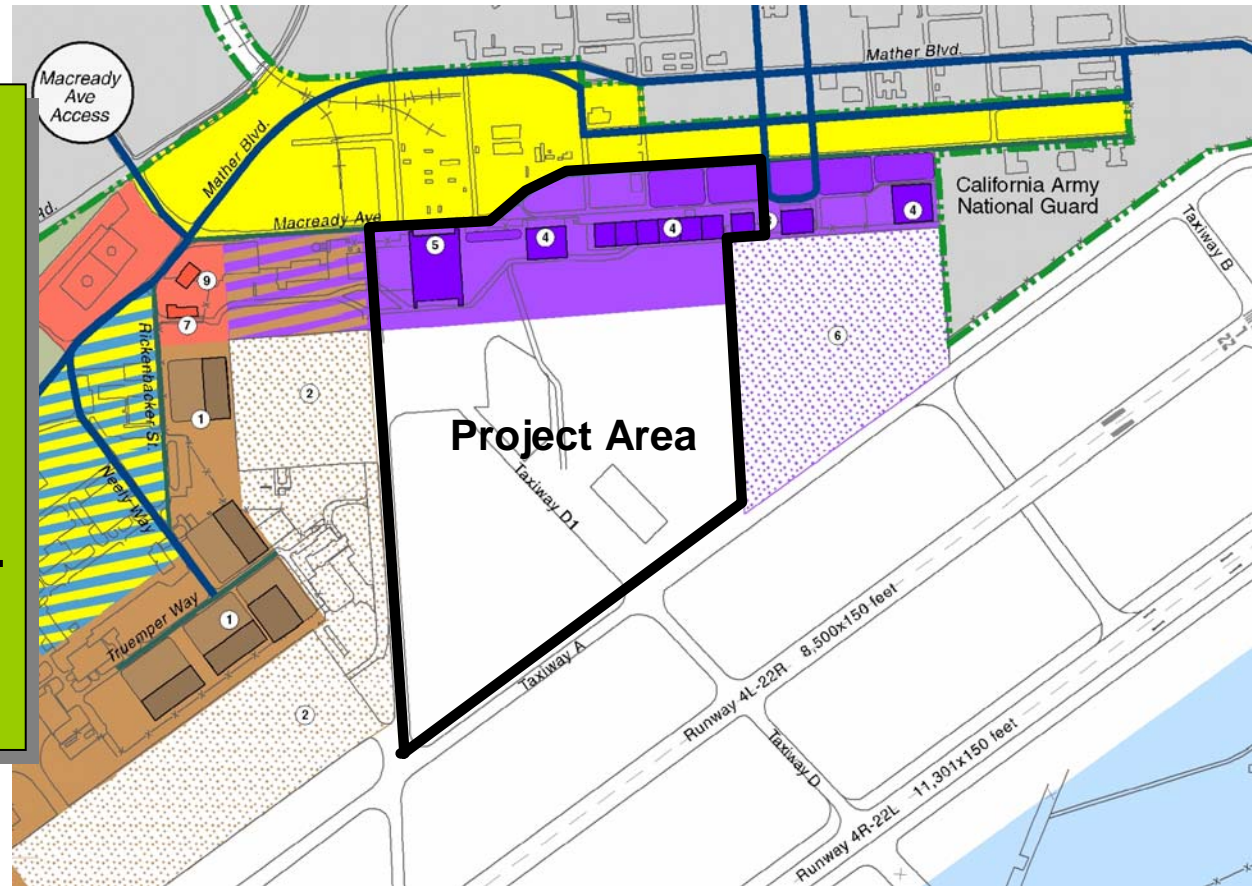 Macready
Ave
Access
Mather Blvd.
Mather Blvd.
Macready Ave
Rd.
California Army
National Guard
Taxiway B
5
4
4
4
9
7
Rickenbacker St.
1
2
6
Project Area
Neely Way
Taxiway D1
Truemper Way
1
2
Taxiway A
Runway 4L-22R 8,500x150 feet
Taxiway D
Runway 4R-22L 11,301x150 feet